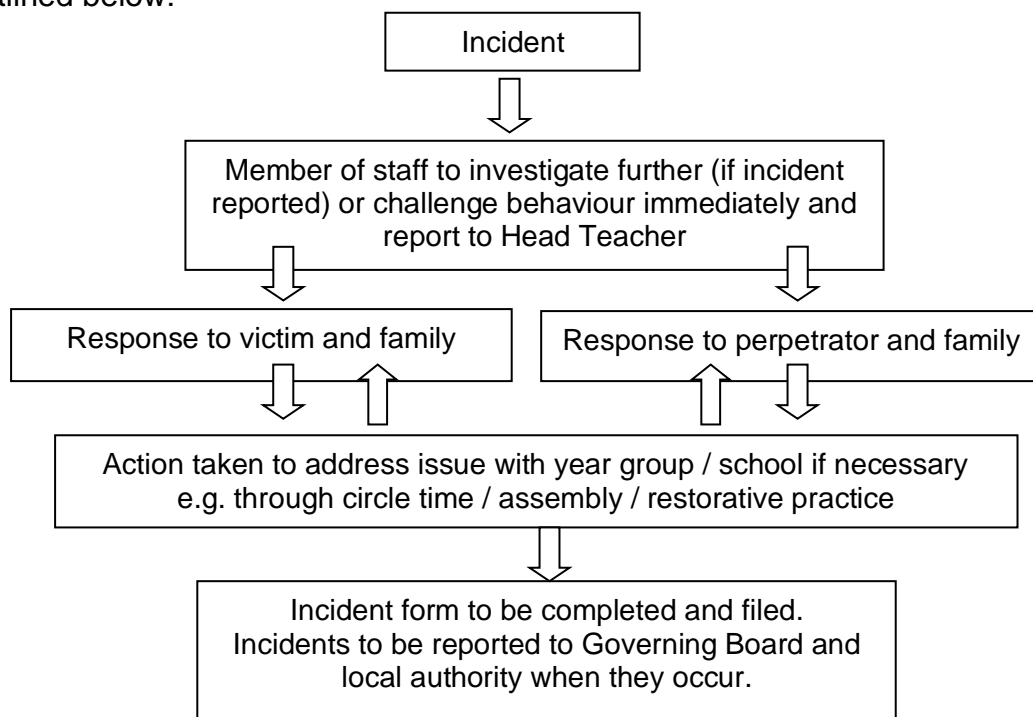 below.
Incident
Member of staff to investigate further (if incident
reported) or challenge behaviour immediately and
report to Head Teacher
Response to victim and family
Response to perpetrator and family
Action taken to address issue with year group / school if necessary
e.g. through circle time / assembly / restorative practice
Incident form to be completed and filed.
Incidents to be reported to Governing Board and
local authority when they occur.